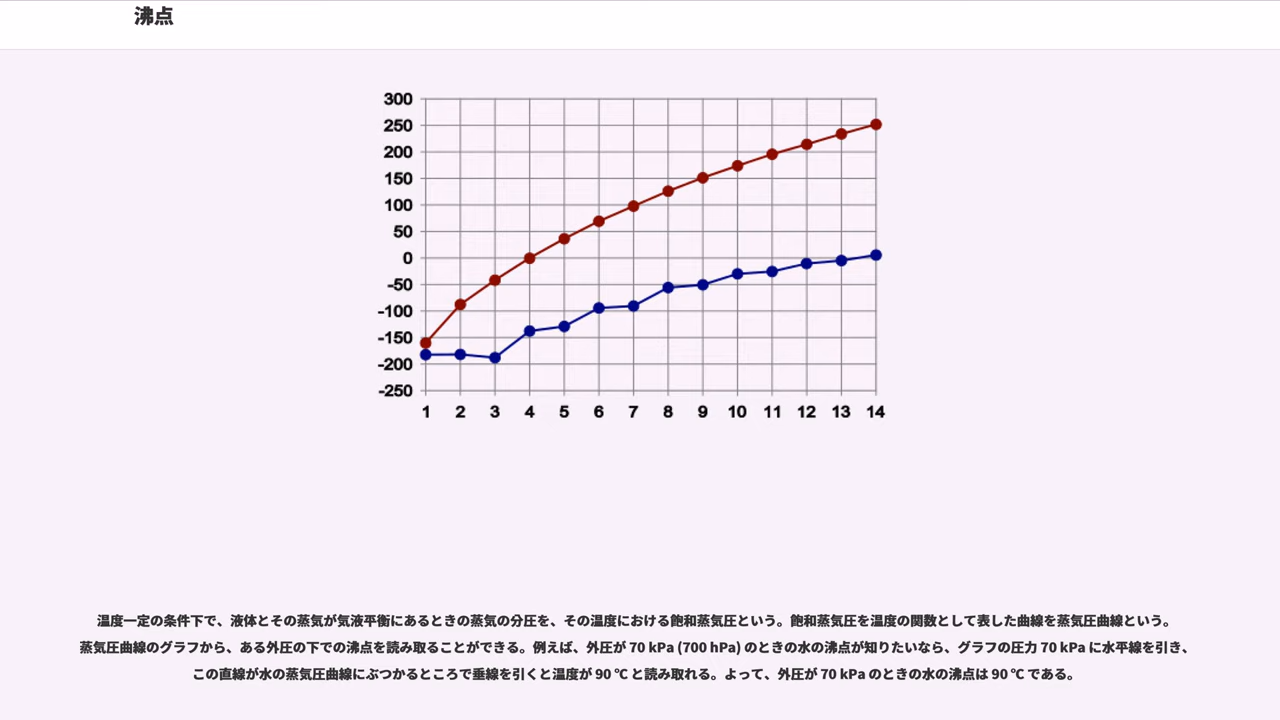 沸点
300
250
200
150
100
50
0
-50
-100
-150
-200
-250
1 2 3 4 5 6 7 8 9 10 11 12 13 14
温度一定の条件下で、液体とその蒸気が気液平衡にあるときの蒸気の分圧を、その温度における飽和蒸気圧という。飽和蒸気圧を温度の関数として表した曲線を蒸気圧曲線という。
蒸気圧曲線のグラフから、ある外圧の下での沸点を読み取ることができる。例えば、外圧が 70 kPa (700 hPa) のときの水の沸点が知りたいなら、グラフの圧力 70 kPa に水平線を引き、
この直線が水の蒸気圧曲線にぶつかるところで垂線を引くと温度が 90 ℃ と読み取れる。よって、外圧が 70 kPa のときの水の沸点は 90 ℃ である。